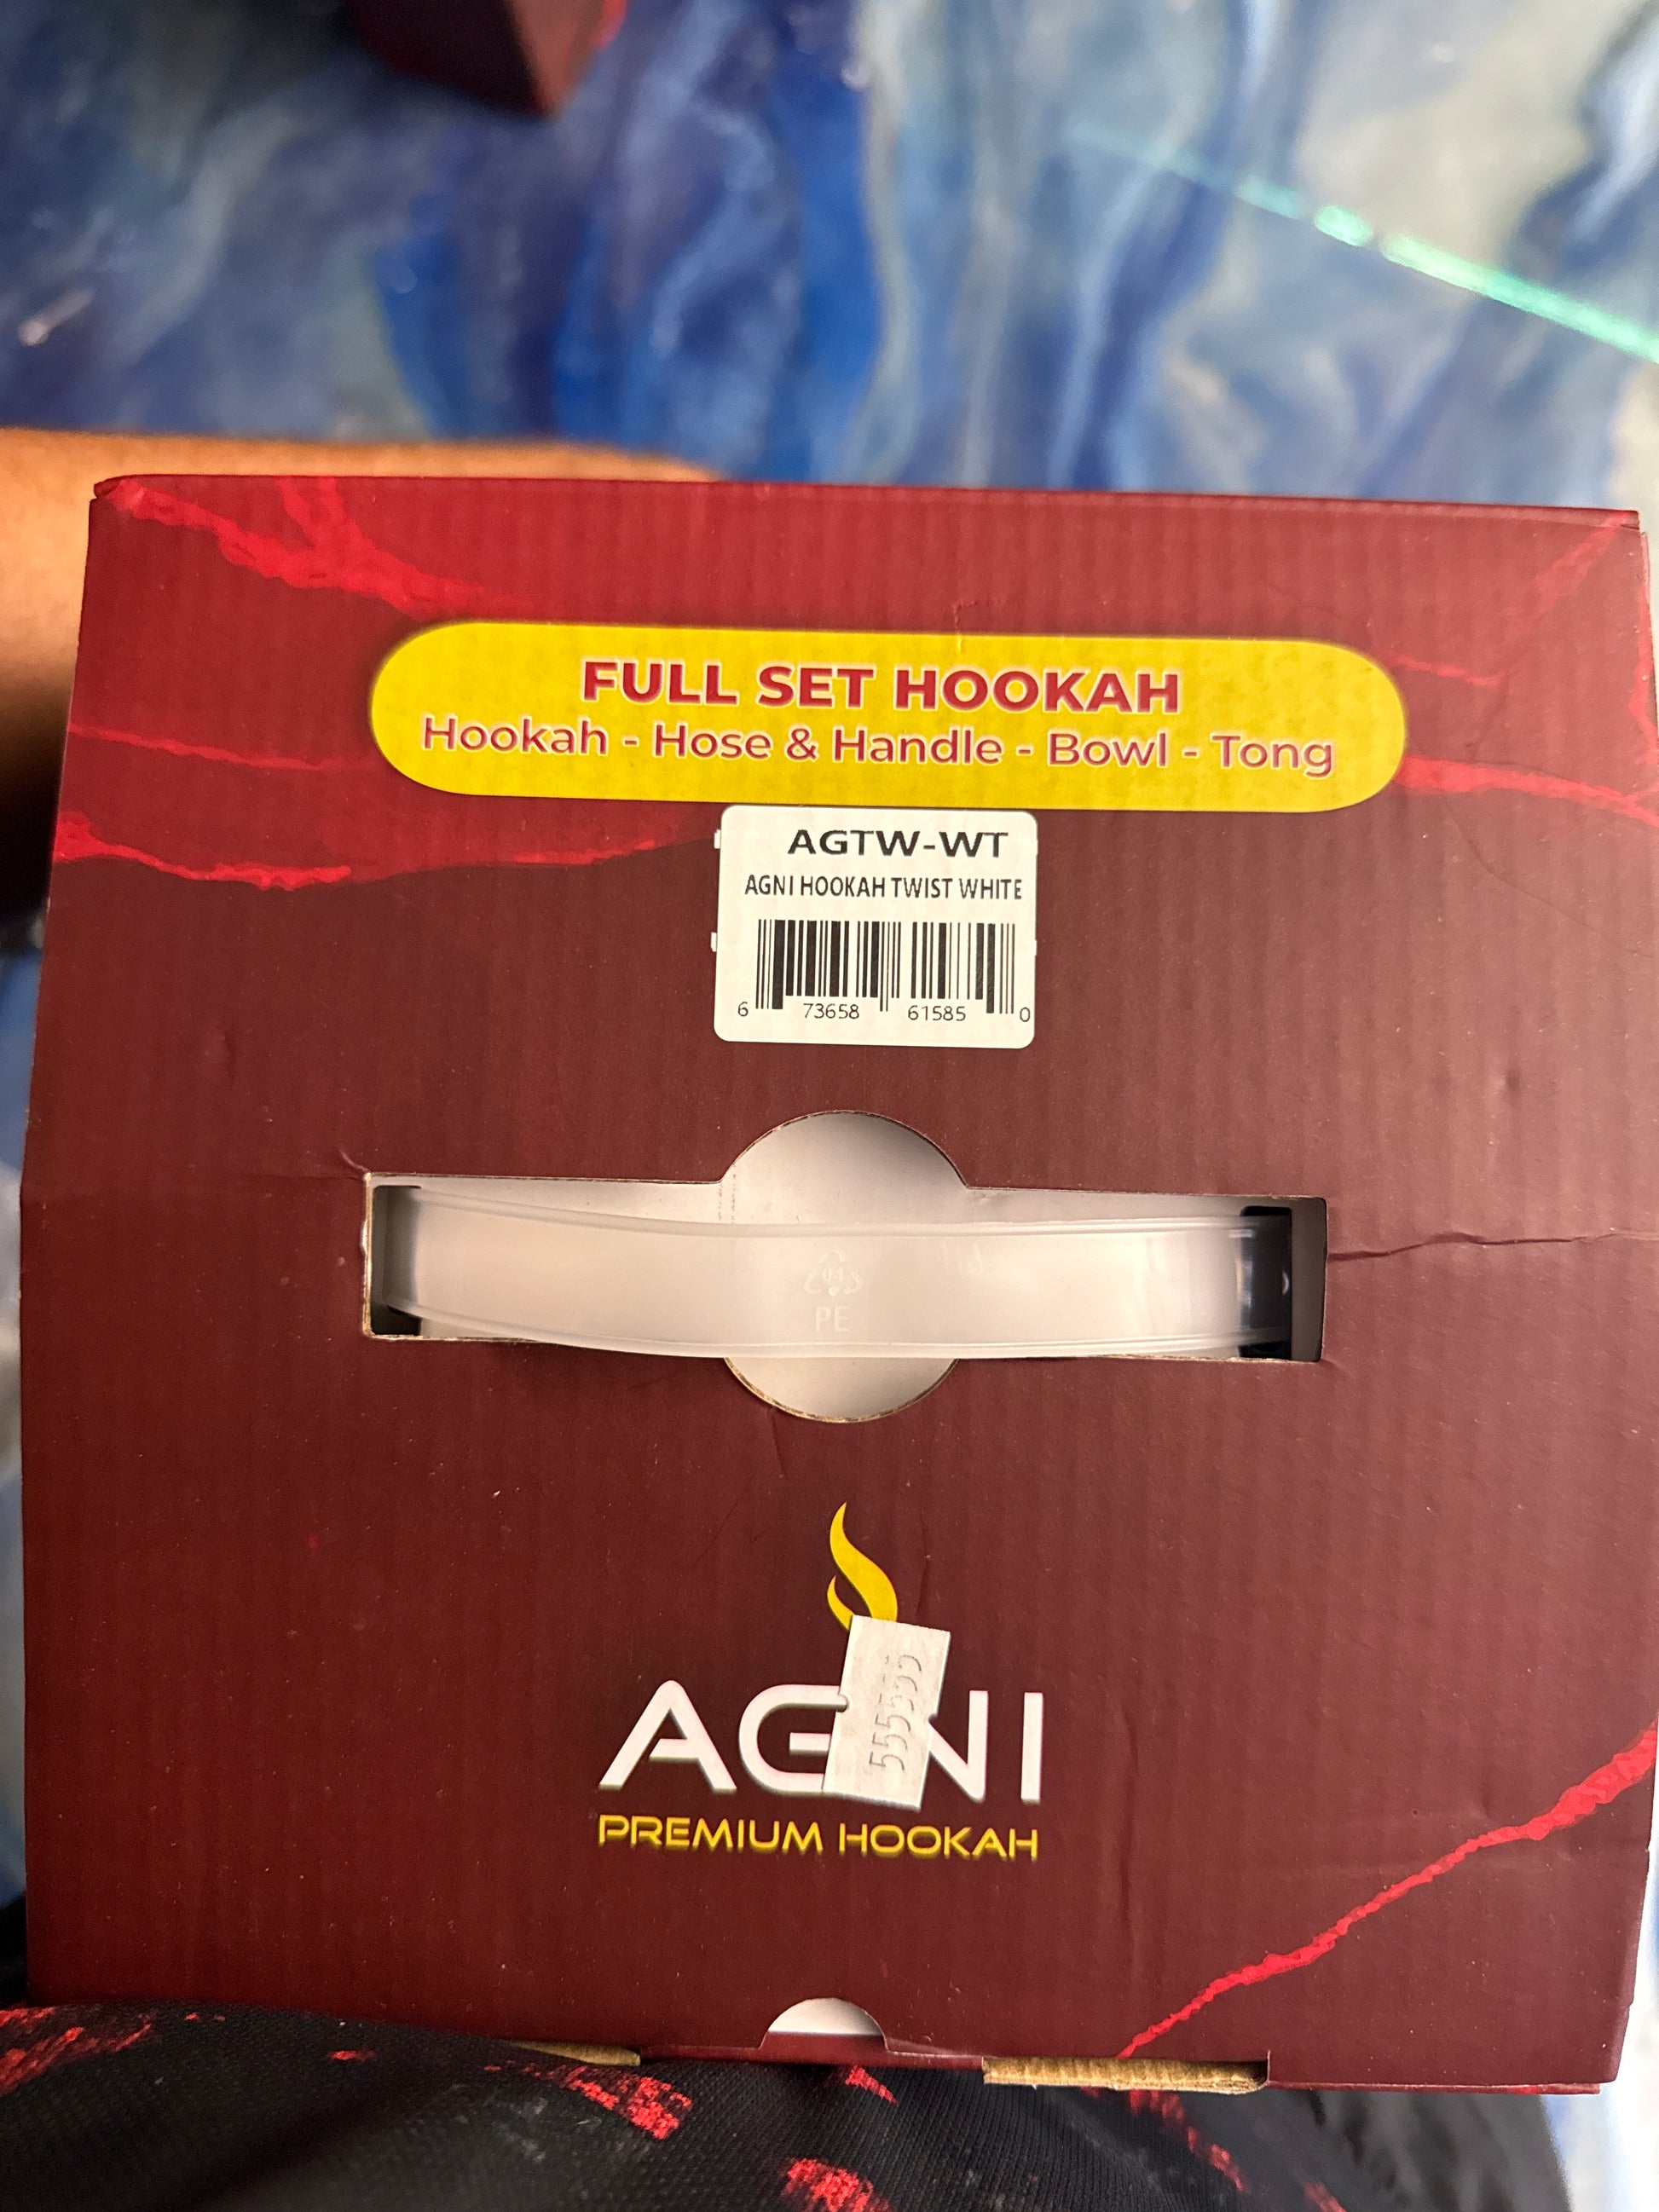 FULL SET HOOKAH
Hookah - Hose & Handle - Bowl - Tong
AGTW-WT
AGNI HOOKAH TWIST WHITE
6 73658 61585 0
04
PE
AGNI
555555
PREMIUM HOOKAH